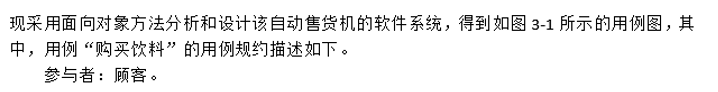 现采用面向对象方法分析和设计该自动售货机的软件系统，得到如图 3-1 所示的用例图，其
中，用例“购买饮料”的用例规约描述如下。
参与者：顾客。